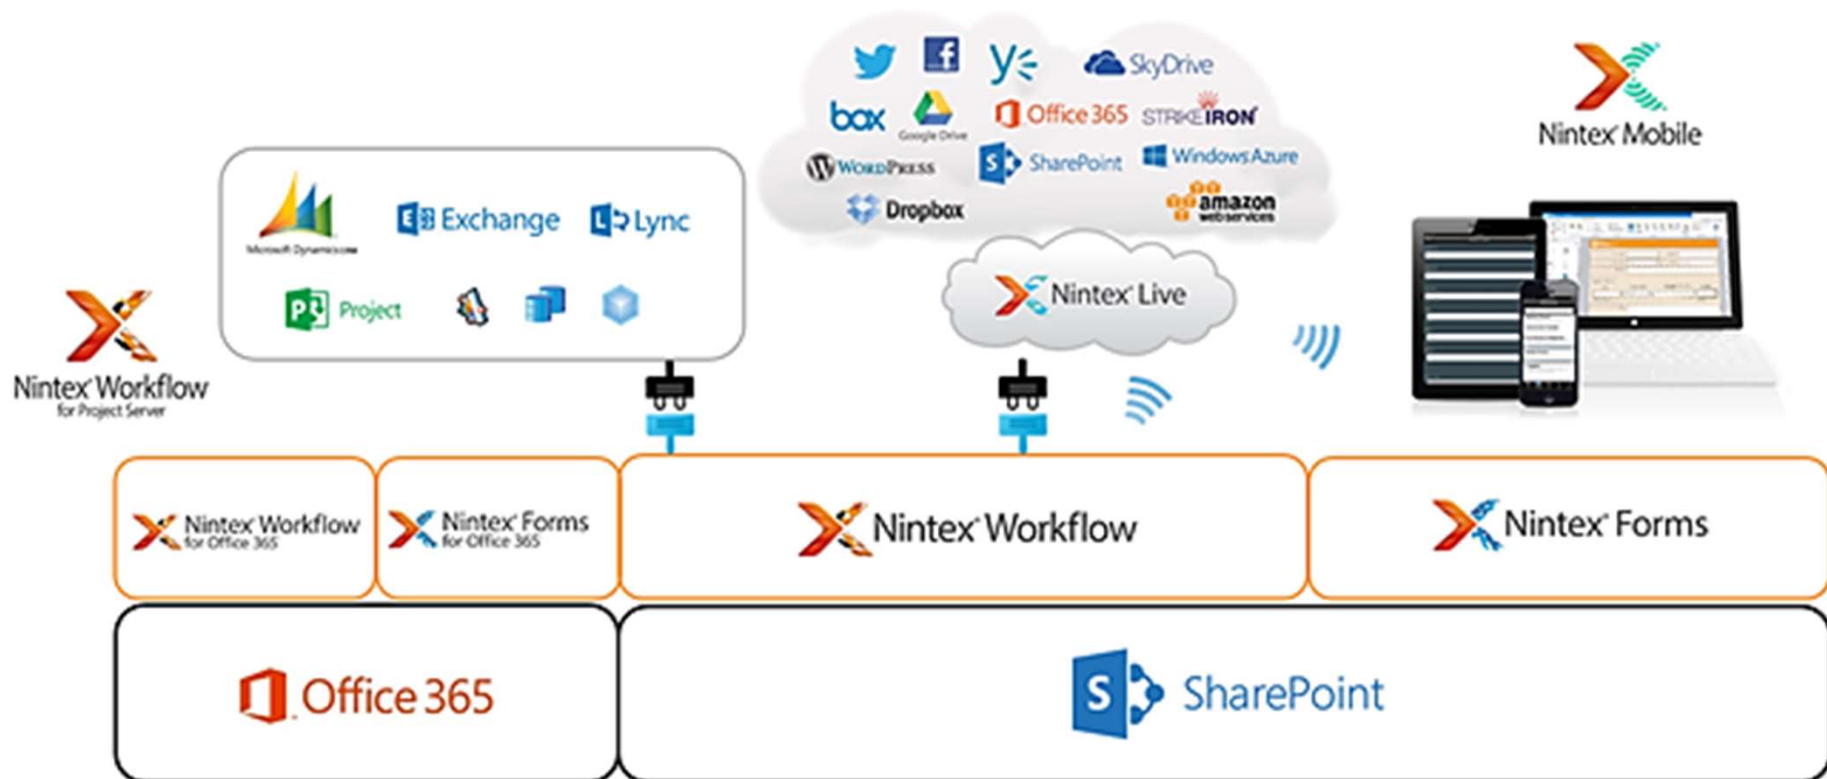 SkyDrive
box
Google Drive
Office 365
STRIKEIRON
WORDPRESS
SharePoint
Windows Azure
Dropbox
amazon
webservices
Nintex Mobile
Microsoft Dynamics CRM
Exchange
Lync
Project
Nintex Live
Nintex Workflow
for Project Server
Nintex Workflow
for Office 365
Nintex Forms
for Office 365
Nintex Workflow
Nintex Forms
Office 365
SharePoint